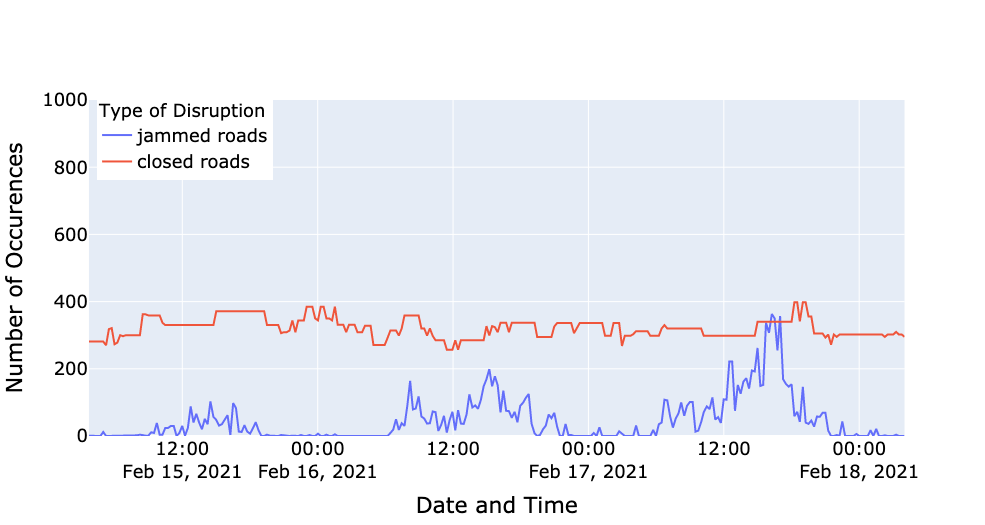 Type of Disruption
jammed roads
closed roads
Number of Occurences
1000
800
600
400
200
0
12:00
Feb 15, 2021
00:00
Feb 16, 2021
12:00
00:00
Feb 17, 2021
12:00
00:00
Feb 18, 2021
Date and Time